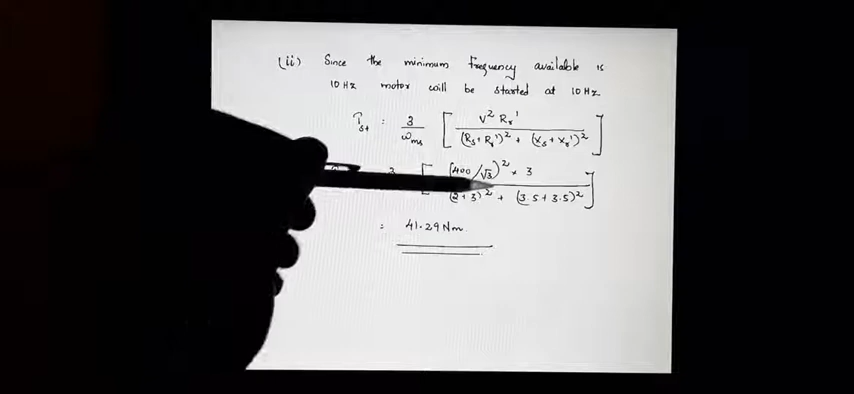 (ii) Since the minimum frequency available is
10 Hz motor will be started at 10 Hz
Tst : 3/ωms [ V² Rr' / (Rs+Rr')² + (Xs+Xr')² ]
3 [ (400/√3)² × 3 / (2+3)² + (3.5+3.5)² ]
= 41.29 Nm.